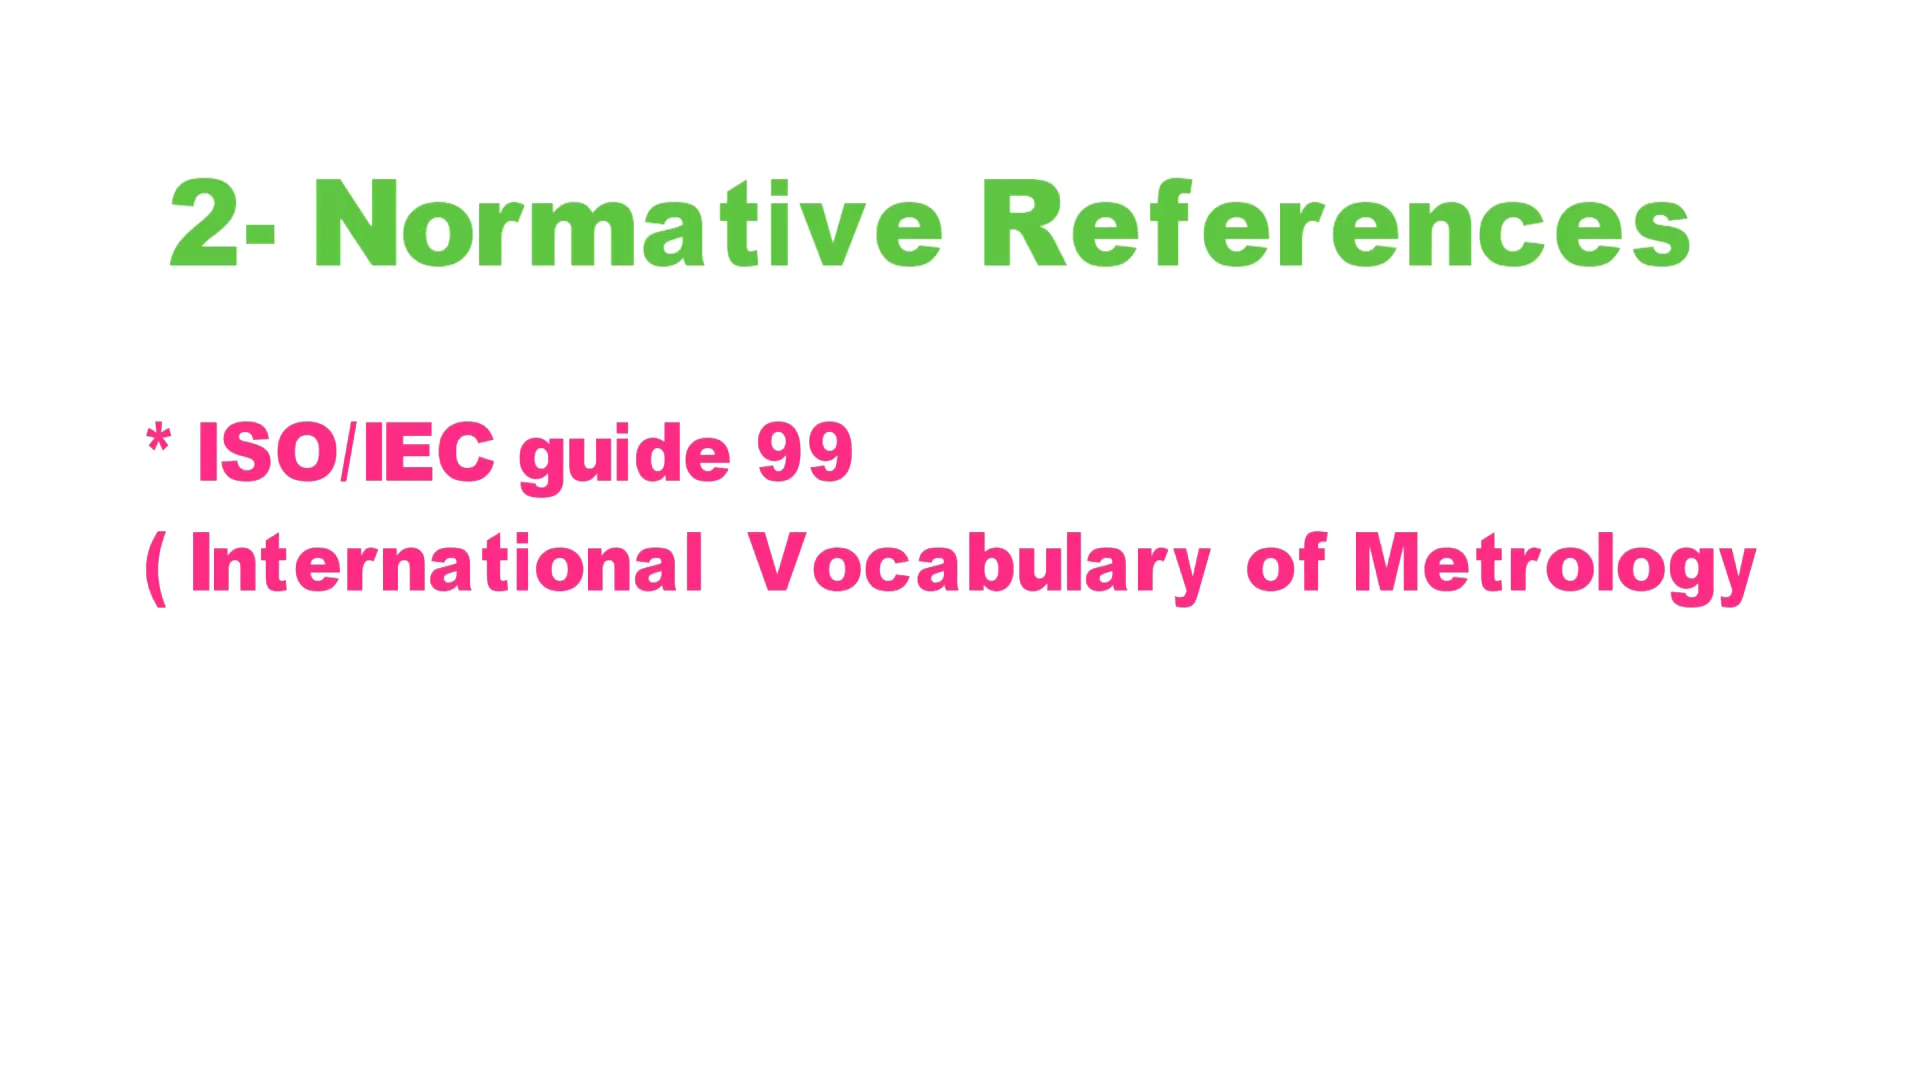 2- Normative References
* ISO/IEC guide 99
( International Vocabulary of Metrology